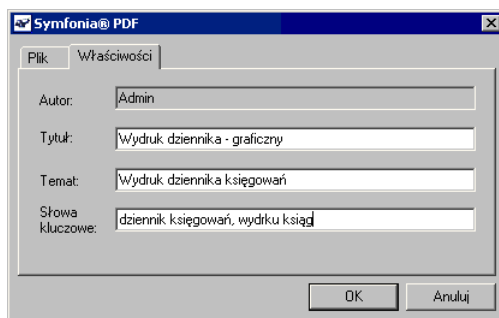 Symfonia® PDF
Plik Właściwości
Autor: Admin
Tytuł: Wydruk dziennika - graficzny
Temat: Wydruk dziennika księgowań
Słowa
kluczowe: dziennik księgowań, wydrku ksiąg
OK Anuluj